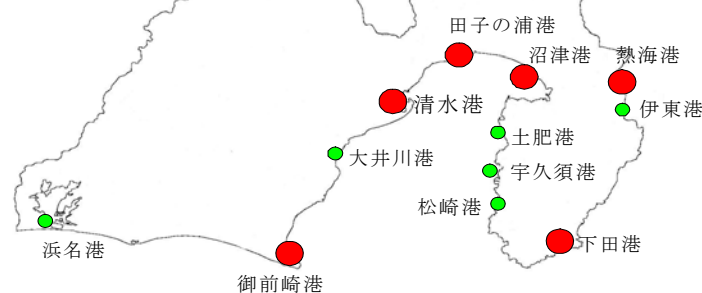 田子の浦港
沼津港
熱海港
清水港
伊東港
土肥港
大井川港
宇久須港
松崎港
浜名港
下田港
御前崎港